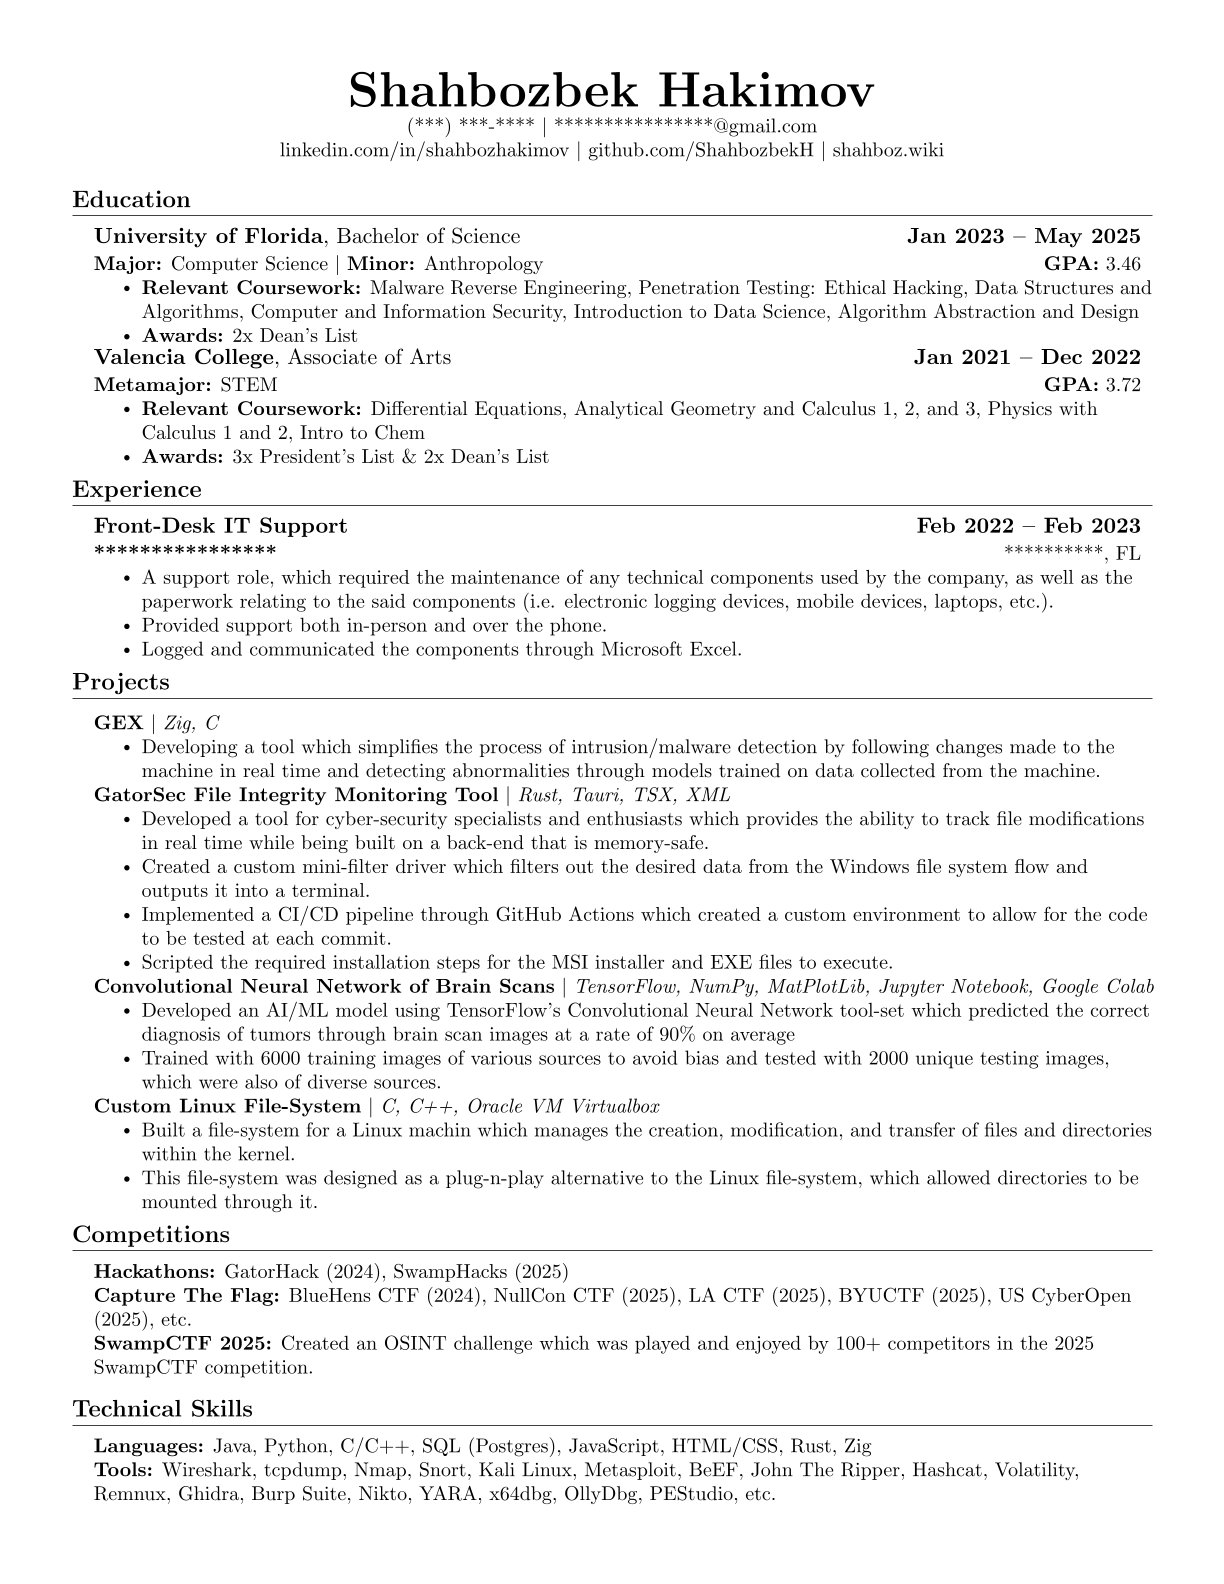 Shahbozbek Hakimov
(***) ***-**** | ****************@gmail.com
linkedin.com/in/shahbozhakimov | github.com/ShahbozbekH | shahboz.wiki
Education
University of Florida, Bachelor of Science Jan 2023 – May 2025
Major: Computer Science | Minor: Anthropology GPA: 3.46
• Relevant Coursework: Malware Reverse Engineering, Penetration Testing: Ethical Hacking, Data Structures and
Algorithms, Computer and Information Security, Introduction to Data Science, Algorithm Abstraction and Design
• Awards: 2x Dean's List
Valencia College, Associate of Arts Jan 2021 – Dec 2022
Metamajor: STEM GPA: 3.72
• Relevant Coursework: Differential Equations, Analytical Geometry and Calculus 1, 2, and 3, Physics with
Calculus 1 and 2, Intro to Chem
• Awards: 3x President's List & 2x Dean's List
Experience
Front-Desk IT Support Feb 2022 – Feb 2023
**************** **********, FL
• A support role, which required the maintenance of any technical components used by the company, as well as the
paperwork relating to the said components (i.e. electronic logging devices, mobile devices, laptops, etc.).
• Provided support both in-person and over the phone.
• Logged and communicated the components through Microsoft Excel.
Projects
GEX | Zig, C
• Developing a tool which simplifies the process of intrusion/malware detection by following changes made to the
machine in real time and detecting abnormalities through models trained on data collected from the machine.
GatorSec File Integrity Monitoring Tool | Rust, Tauri, TSX, XML
• Developed a tool for cyber-security specialists and enthusiasts which provides the ability to track file modifications
in real time while being built on a back-end that is memory-safe.
• Created a custom mini-filter driver which filters out the desired data from the Windows file system flow and
outputs it into a terminal.
• Implemented a CI/CD pipeline through GitHub Actions which created a custom environment to allow for the code
to be tested at each commit.
• Scripted the required installation steps for the MSI installer and EXE files to execute.
Convolutional Neural Network of Brain Scans | TensorFlow, NumPy, MatPlotLib, Jupyter Notebook, Google Colab
• Developed an AI/ML model using TensorFlow's Convolutional Neural Network tool-set which predicted the correct
diagnosis of tumors through brain scan images at a rate of 90% on average
• Trained with 6000 training images of various sources to avoid bias and tested with 2000 unique testing images,
which were also of diverse sources.
Custom Linux File-System | C, C++, Oracle VM Virtualbox
• Built a file-system for a Linux machin which manages the creation, modification, and transfer of files and directories
within the kernel.
• This file-system was designed as a plug-n-play alternative to the Linux file-system, which allowed directories to be
mounted through it.
Competitions
Hackathons: GatorHack (2024), SwampHacks (2025)
Capture The Flag: BlueHens CTF (2024), NullCon CTF (2025), LA CTF (2025), BYUCTF (2025), US CyberOpen
(2025), etc.
SwampCTF 2025: Created an OSINT challenge which was played and enjoyed by 100+ competitors in the 2025
SwampCTF competition.
Technical Skills
Languages: Java, Python, C/C++, SQL (Postgres), JavaScript, HTML/CSS, Rust, Zig
Tools: Wireshark, tcpdump, Nmap, Snort, Kali Linux, Metasploit, BeEF, John The Ripper, Hashcat, Volatility,
Remnux, Ghidra, Burp Suite, Nikto, YARA, x64dbg, OllyDbg, PEStudio, etc.